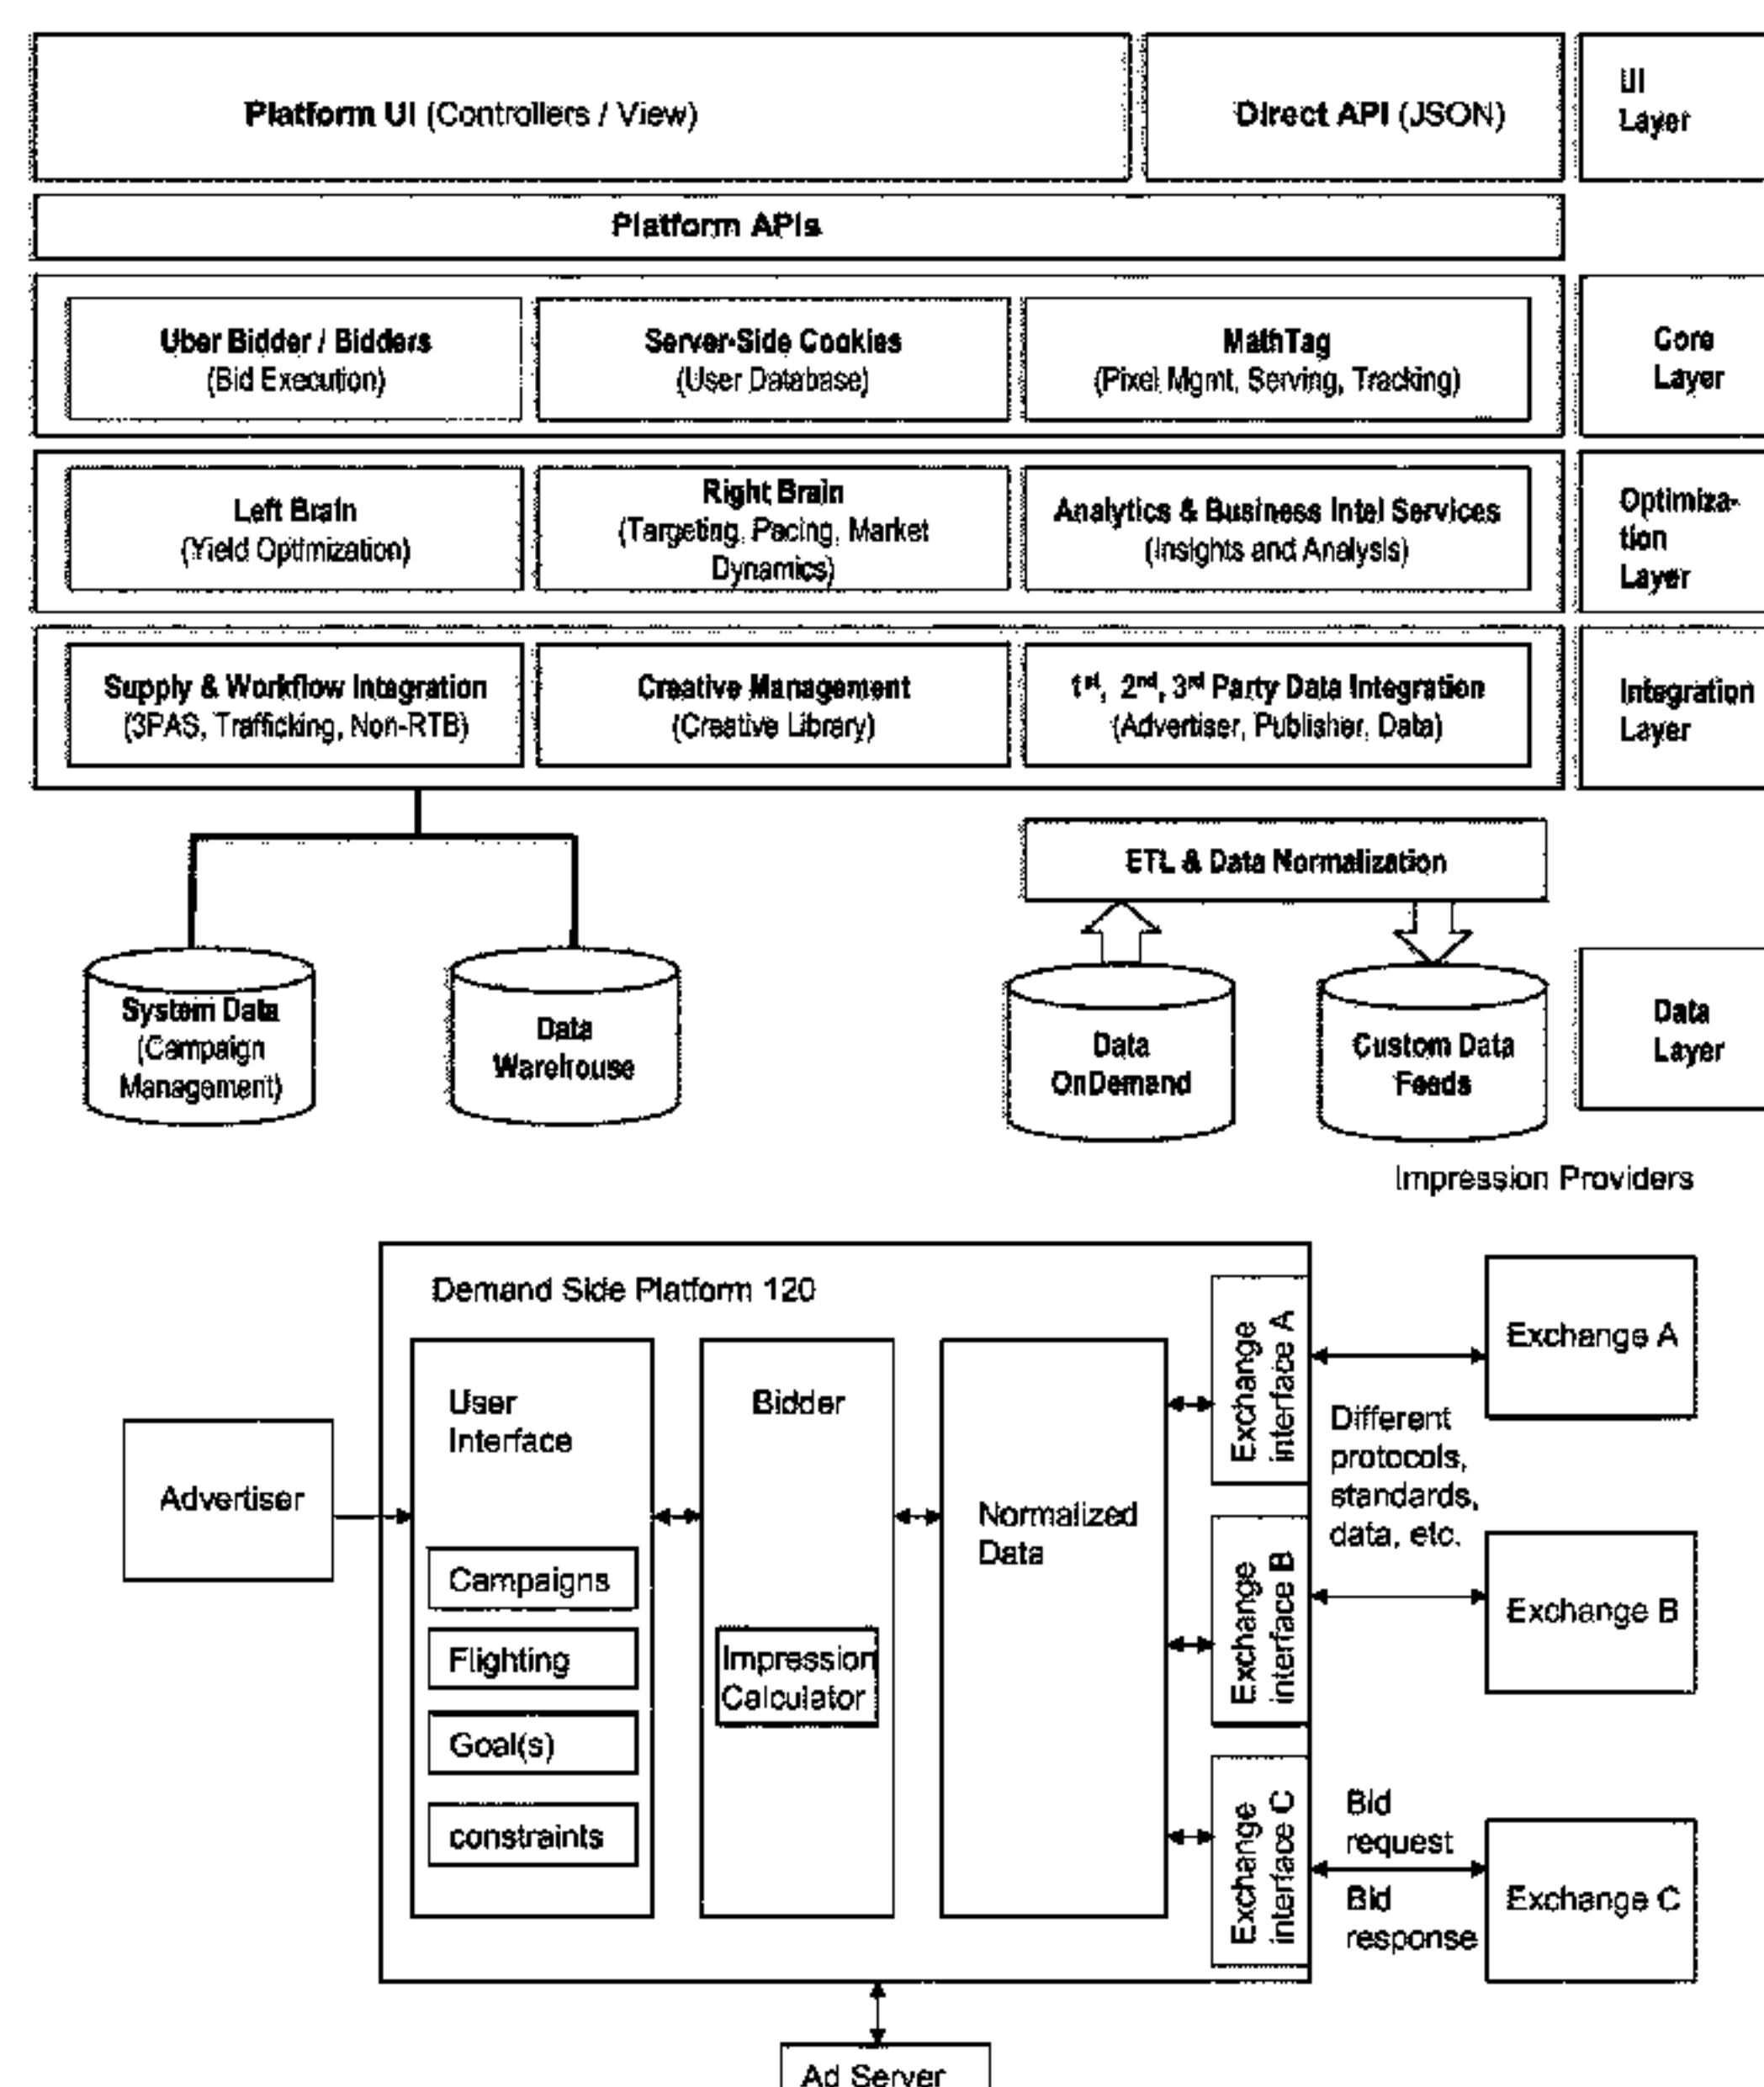 Platform UI (Controllers / View)
Direct API (JSON)
UI
Layer
Platform APIs
Uber Bidder / Bidders
(Bid Execution)
Server-Side Cookies
(User Database)
MathTag
(Pixel Mgmt, Serving, Tracking)
Core
Layer
Left Brain
(Yield Optimization)
Right Brain
(Targeting, Pacing, Market
Dynamics)
Analytics & Business Intel Services
(Insights and Analysis)
Optimiza-
tion
Layer
Supply & Workflow Integration
(3PAS, Trafficking, Non-RTB)
Creative Management
(Creative Library)
1st, 2nd, 3rd Party Data Integration
(Advertiser, Publisher, Data)
Integration
Layer
ETL & Data Normalization
System Data
(Campaign
Management)
Data
Warehouse
Data
OnDemand
Custom Data
Feeds
Data
Layer
Impression Providers
Demand Side Platform 120
Advertiser
User
Interface
Campaigns
Flighting
Goal(s)
constraints
Bidder
Impression
Calculator
Normalized
Data
Exchange
interface A
Exchange
interface B
Exchange
interface C
Different
protocols,
standards,
data, etc.
Bid
request
Bid
response
Exchange A
Exchange B
Exchange C
Ad Server